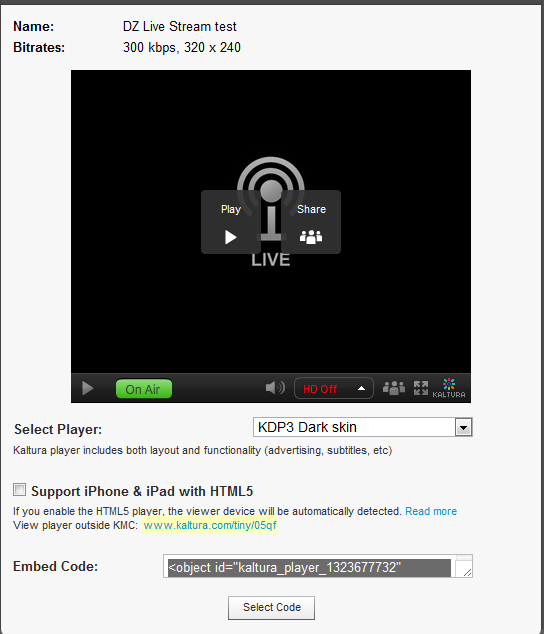 Name: DZ Live Stream test
Bitrates: 300 kbps, 320 x 240
Play Share
LIVE
On Air HD Off KALTURA
Select Player: KDP3 Dark skin
Kaltura player includes both layout and functionality (advertising, subtitles, etc)
Support iPhone & iPad with HTML5
If you enable the HTML5 player, the viewer device will be automatically detected. Read more
View player outside KMC: www.kaltura.com/tiny/05qf
Embed Code: <object id="kaltura_player_1323677732"
Select Code